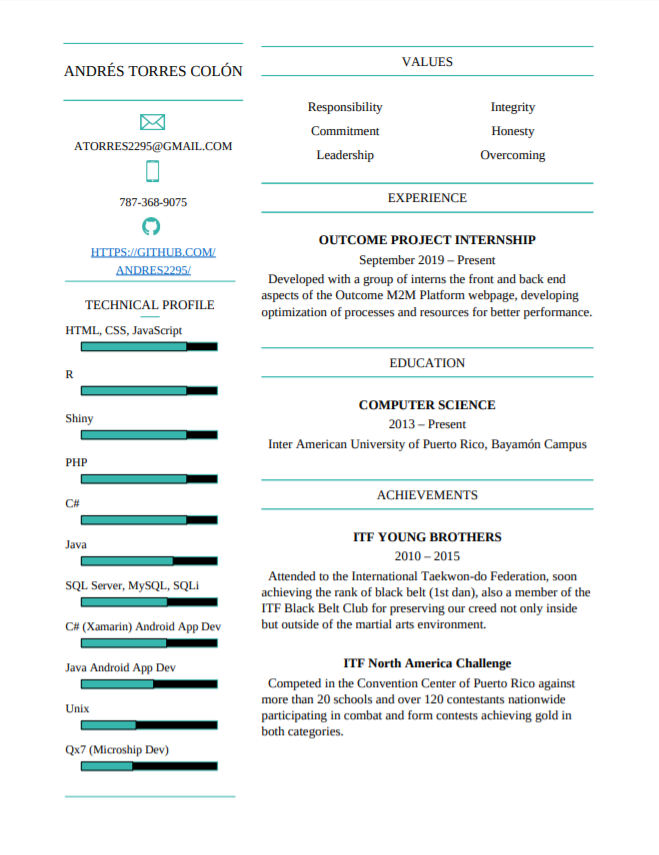 ANDRÉS TORRES COLÓN
ATORRES2295@GMAIL.COM
787-368-9075
HTTPS://GITHUB.COM/
ANDRES2295/
TECHNICAL PROFILE
HTML, CSS, JavaScript
R
Shiny
PHP
C#
Java
SQL Server, MySQL, SQLi
C# (Xamarin) Android App Dev
Java Android App Dev
Unix
Qx7 (Microship Dev)
VALUES
Responsibility Integrity
Commitment Honesty
Leadership Overcoming
EXPERIENCE
OUTCOME PROJECT INTERNSHIP
September 2019 – Present
Developed with a group of interns the front and back end
aspects of the Outcome M2M Platform webpage, developing
optimization of processes and resources for better performance.
EDUCATION
COMPUTER SCIENCE
2013 – Present
Inter American University of Puerto Rico, Bayamón Campus
ACHIEVEMENTS
ITF YOUNG BROTHERS
2010 – 2015
Attended to the International Taekwon-do Federation, soon
achieving the rank of black belt (1st dan), also a member of the
ITF Black Belt Club for preserving our creed not only inside
but outside of the martial arts environment.
ITF North America Challenge
Competed in the Convention Center of Puerto Rico against
more than 20 schools and over 120 contestants nationwide
participating in combat and form contests achieving gold in
both categories.